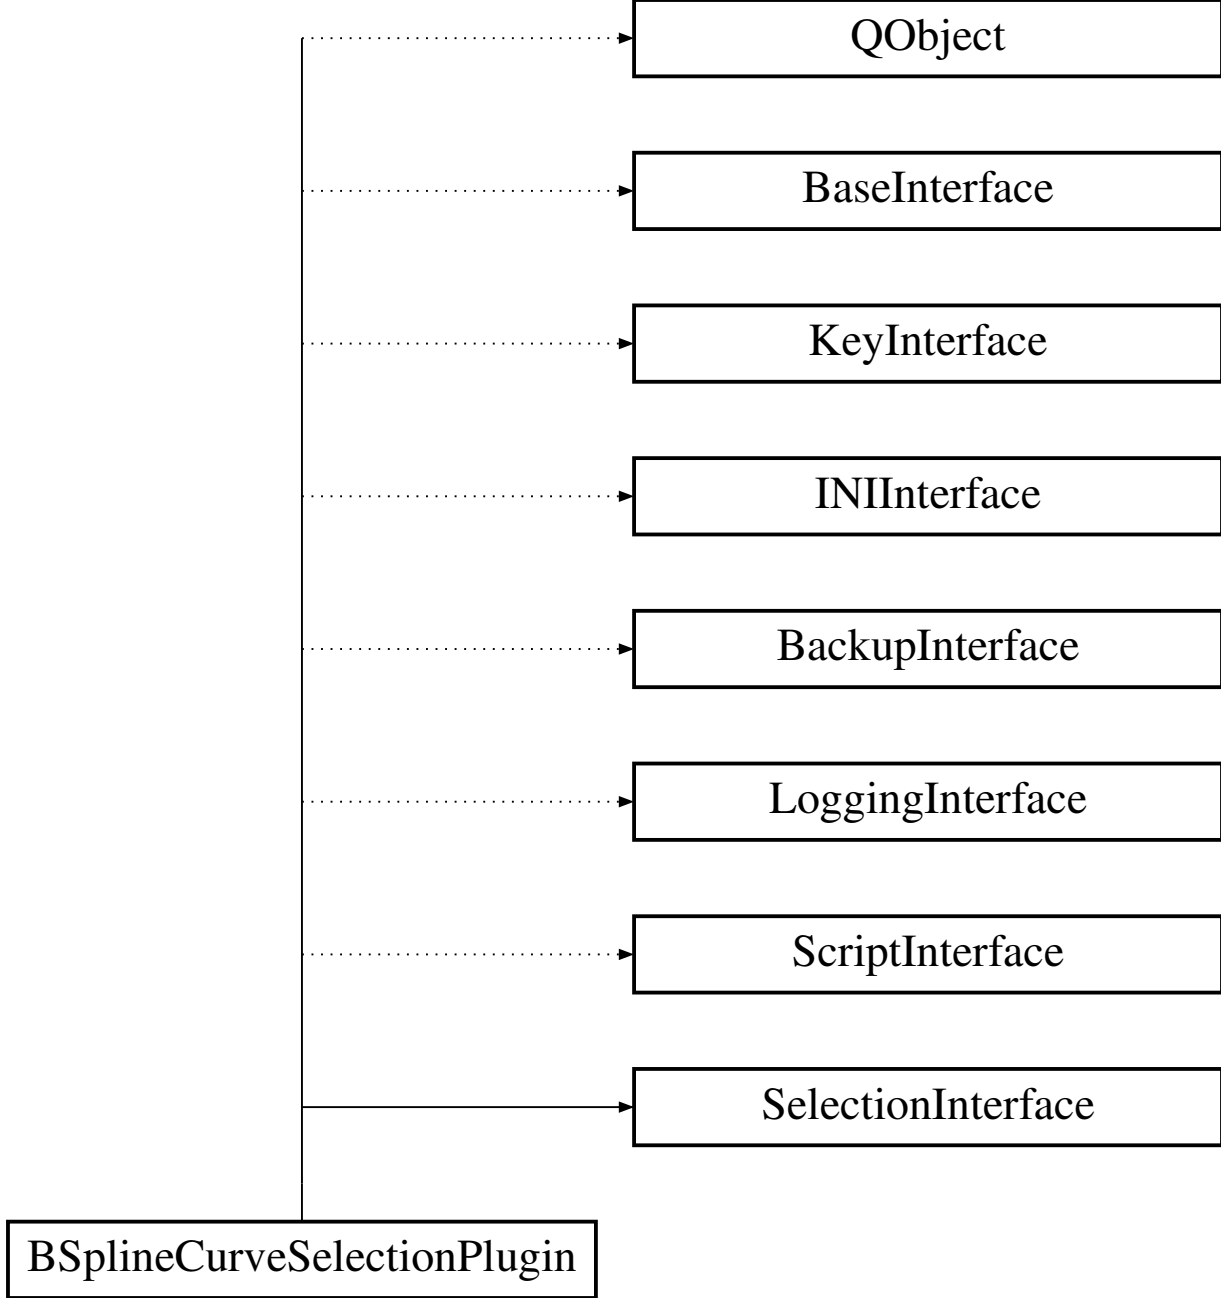 QObject
BaseInterface
KeyInterface
INIInterface
BackupInterface
LoggingInterface
ScriptInterface
SelectionInterface
BSplineCurveSelectionPlugin